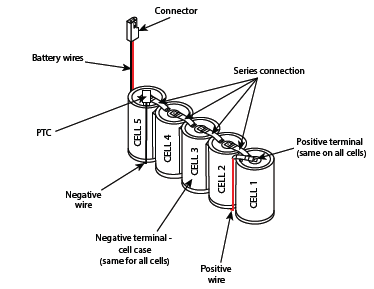 Connector
Battery wires
Series connection
PTC
CELL 5
CELL 4
CELL 3
CELL 2
CELL 1
Positive terminal
(same on all cells)
Negative
wire
Negative terminal -
cell case
(same for all cells)
Positive
wire